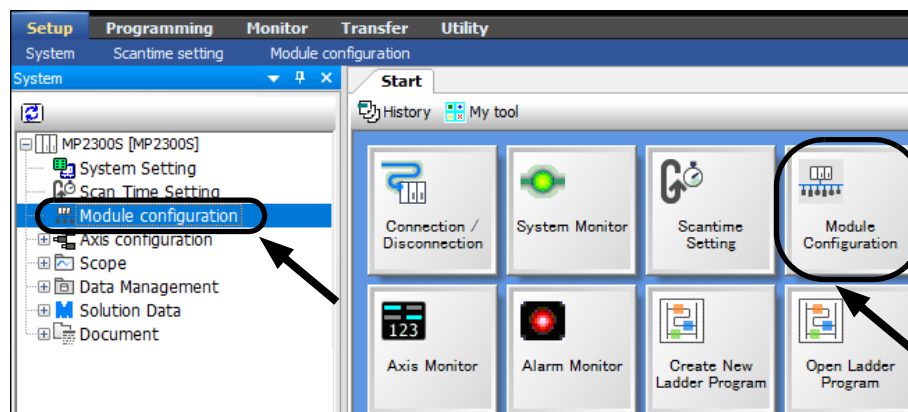 Setup Programming Monitor Transfer Utility
System Scantime setting Module configuration
System
Start
History My tool
MP2300S [MP2300S]
System Setting
Scan Time Setting
Module configuration
Axis configuration
Scope
Data Management
Solution Data
Document
Connection /
Disconnection
System Monitor
Scantime
Setting
Module
Configuration
123
Axis Monitor
Alarm Monitor
Create New
Ladder Program
Open Ladder
Program